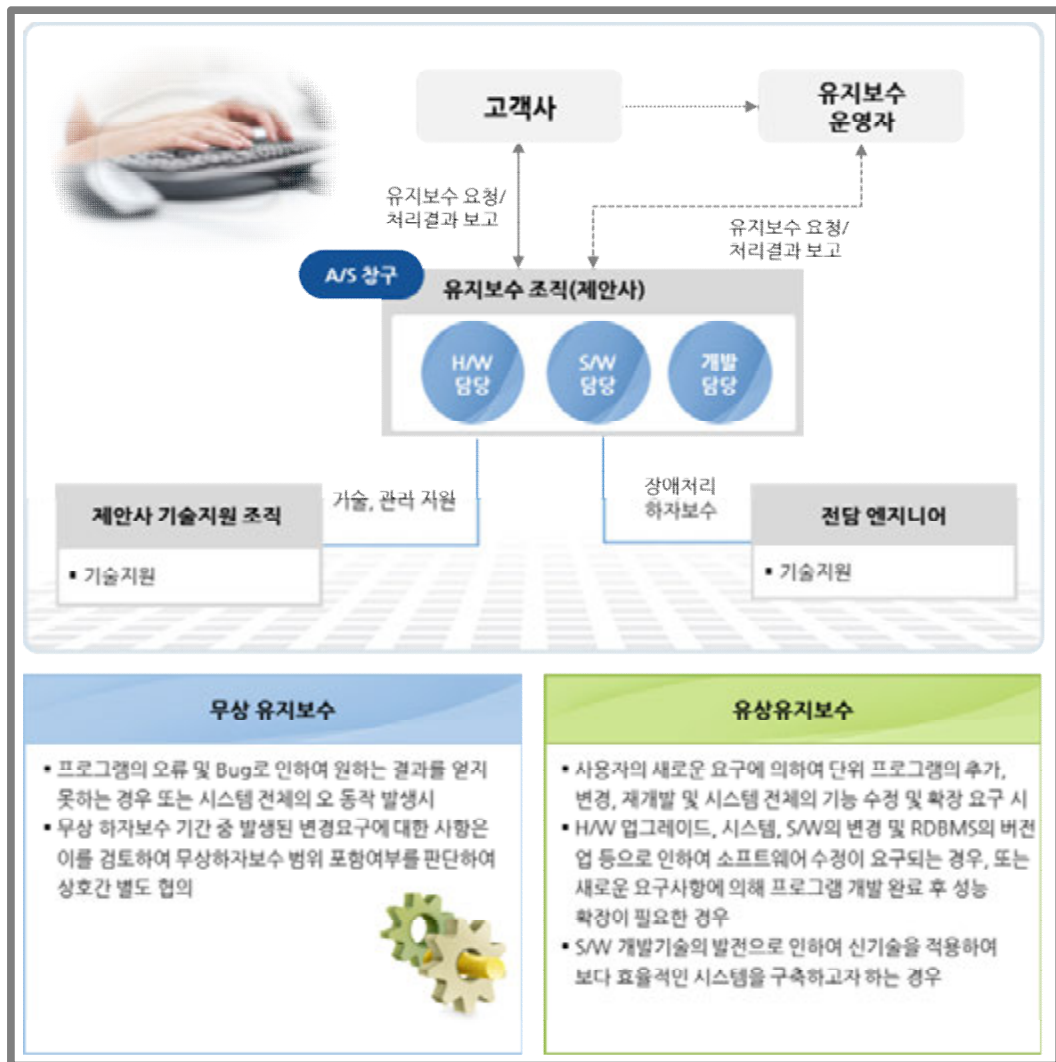 고객사
유지보수
운영자
유지보수 요청/
처리결과 보고
유지보수 요청/
처리결과 보고
A/S 창구
유지보수 조직(제안사)
H/W
담당
S/W
담당
개발
담당
기술, 관리 지원
장애처리
하자보수
제안사 기술지원 조직
▪ 기술지원
전담 엔지니어
▪ 기술지원
무상 유지보수
▪ 프로그램의 오류 및 Bug로 인하여 원하는 결과를 얻지
못하는 경우 또는 시스템 전체의 오 동작 발생시
▪ 무상 하자보수 기간 중 발생된 변경요구에 대한 사항은
이를 검토하여 무상하자보수 범위 포함여부를 판단하여
상호간 별도 협의
유상유지보수
▪ 사용자의 새로운 요구에 의하여 단위 프로그램의 추가,
변경, 재개발 및 시스템 전체의 기능 수정 및 확장 요구 시
▪ H/W 업그레이드, 시스템, S/W의 변경 및 RDBMS의 버전
업 등으로 인하여 소프트웨어 수정이 요구되는 경우, 또는
새로운 요구사항에 의해 프로그램 개발 완료 후 성능
확장이 필요한 경우
▪ S/W 개발기술의 발전으로 인하여 신기술을 적용하여
보다 효율적인 시스템을 구축하고자 하는 경우